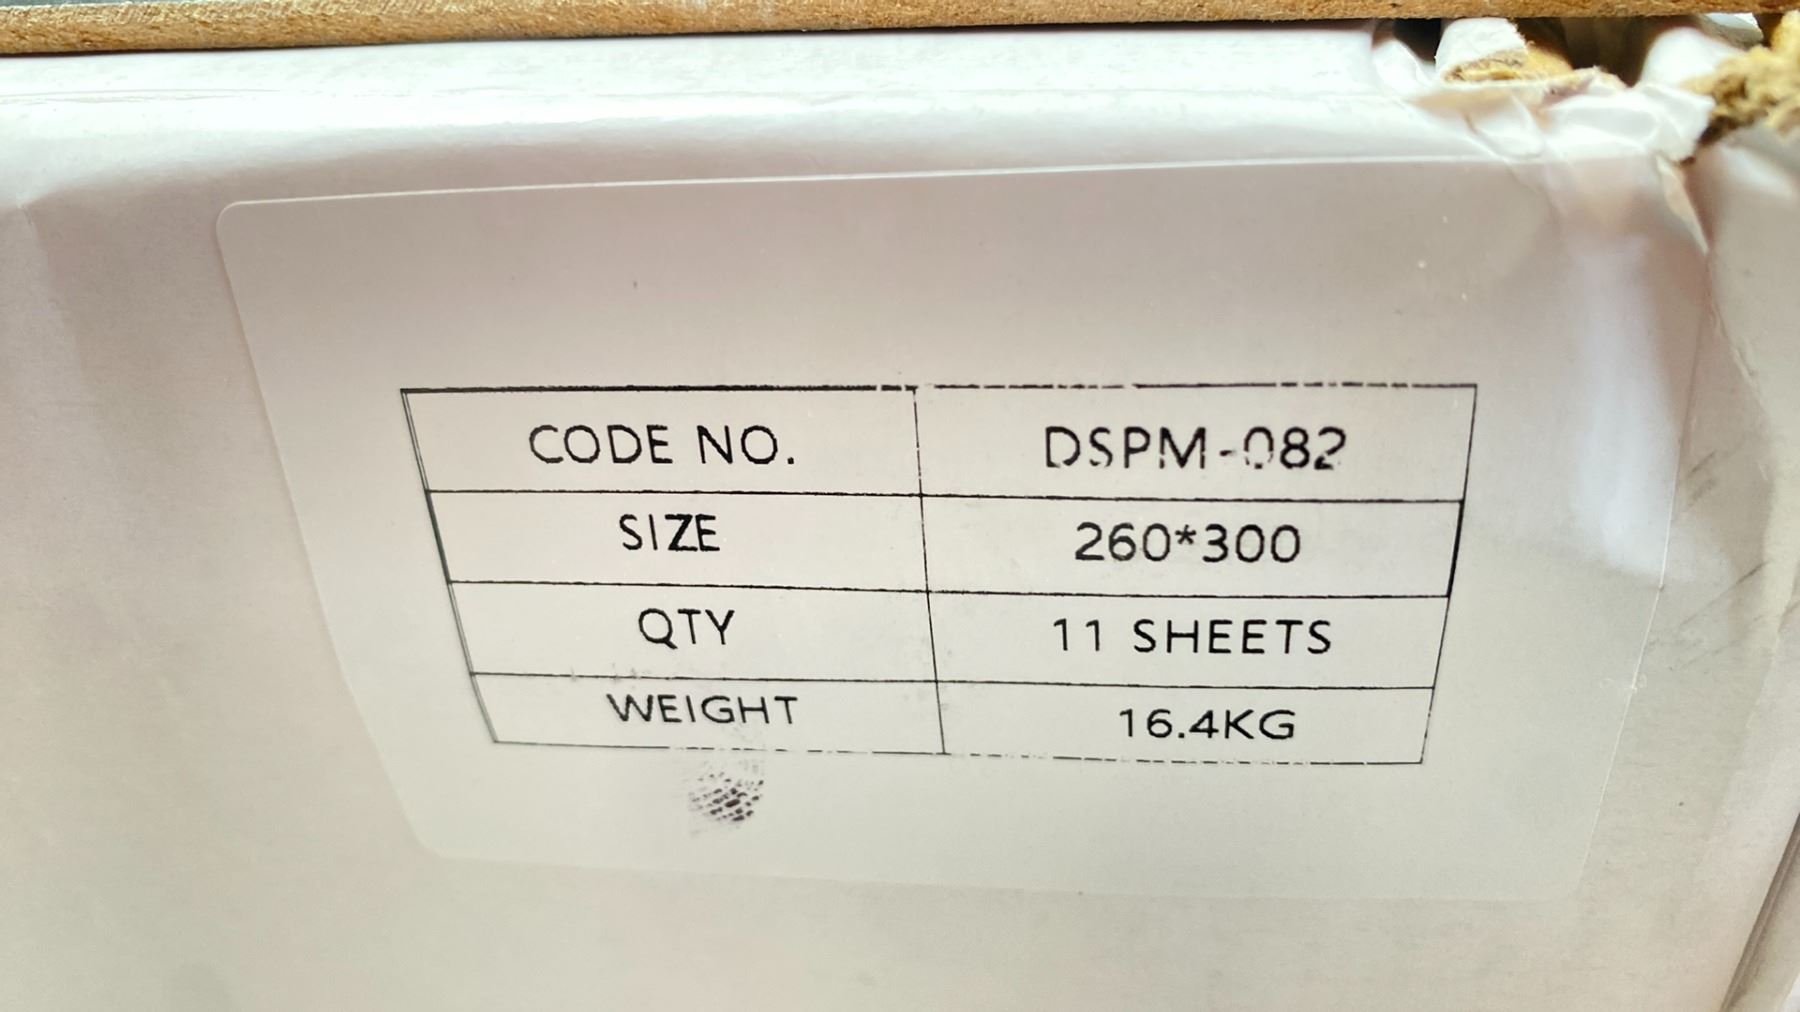 CODE NO. DSPM-082
SIZE 260*300
QTY 11 SHEETS
WEIGHT 16.4KG